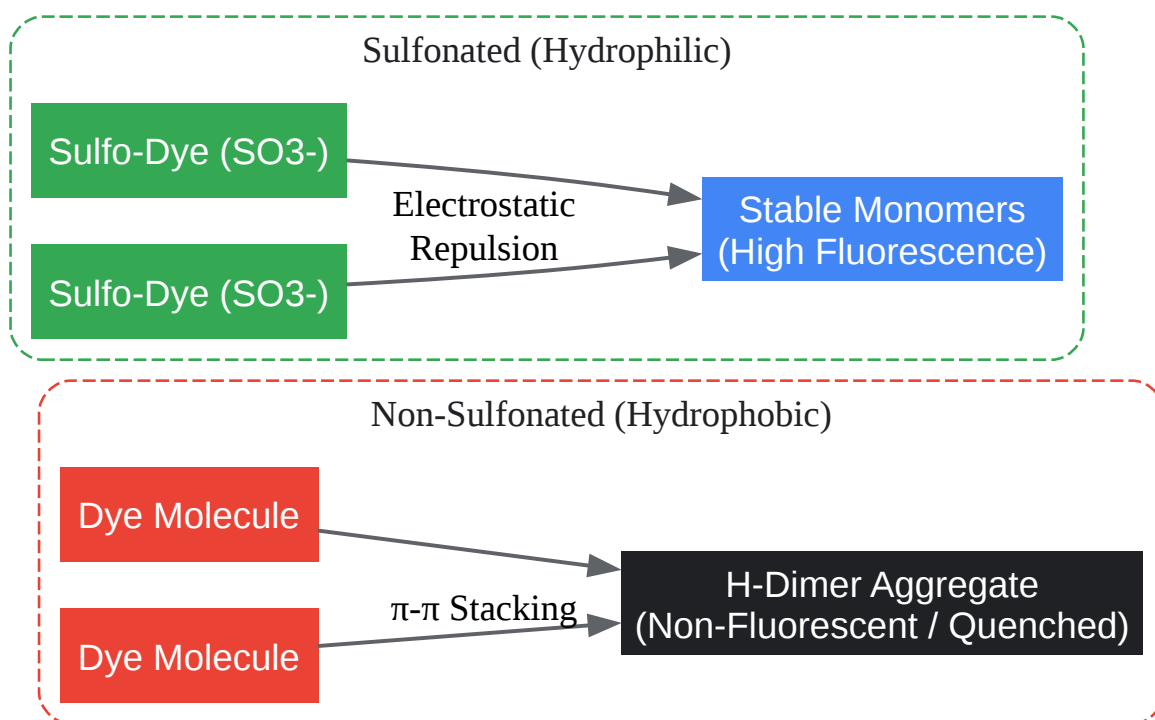 Sulfonated (Hydrophilic)
Sulfo-Dye (SO3-)
Electrostatic
Repulsion
Sulfo-Dye (SO3-)
Stable Monomers
(High Fluorescence)
Non-Sulfonated (Hydrophobic)
Dye Molecule
π-π Stacking
Dye Molecule
H-Dimer Aggregate
(Non-Fluorescent / Quenched)